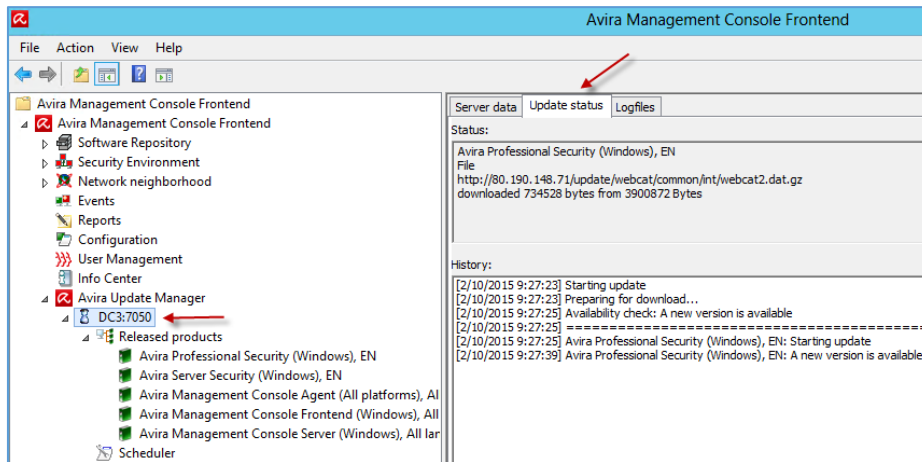 Avira Management Console Frontend
File Action View Help
Avira Management Console Frontend
Avira Management Console Frontend
Software Repository
Security Environment
Network neighborhood
Events
Reports
Configuration
User Management
Info Center
Avira Update Manager
DC3:7050
Released products
Avira Professional Security (Windows), EN
Avira Server Security (Windows), EN
Avira Management Console Agent (All platforms), Al
Avira Management Console Frontend (Windows), All
Avira Management Console Server (Windows), All lan
Scheduler
Server data Update status Logfiles
Status:
Avira Professional Security (Windows), EN
File
http://80.190.148.71/update/webcat/common/int/webcat2.dat.gz
downloaded 734528 bytes from 3900872 Bytes
History:
[2/10/2015 9:27:23] Starting update
[2/10/2015 9:27:23] Preparing for download...
[2/10/2015 9:27:25] Availability check: A new version is available
[2/10/2015 9:27:25] ========================================
[2/10/2015 9:27:25] Avira Professional Security (Windows), EN: Starting update
[2/10/2015 9:27:39] Avira Professional Security (Windows), EN: A new version is available